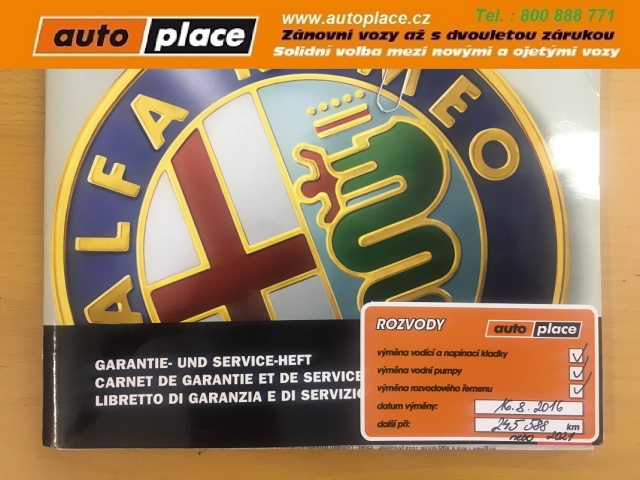 auto place
www.autoplace.cz
Tel. : 800 888 771
Zánovní vozy až s dvouletou zárukou
Solidní volba mezi novými a ojetými vozy
ALFA ROMEO
GARANTIE- UND SERVICE-HEFT
CARNET DE GARANTIE ET DE SERVICE
LIBRETTO DI GARANZIA E DI SERVIZIO
ROZVODY auto place
výměna vodící a napínací kladky
výměna vodní pumpy
výměna rozvodového řemenu
datum výměny: 16.8.2016
další při: 245 588 km
nebo 2021